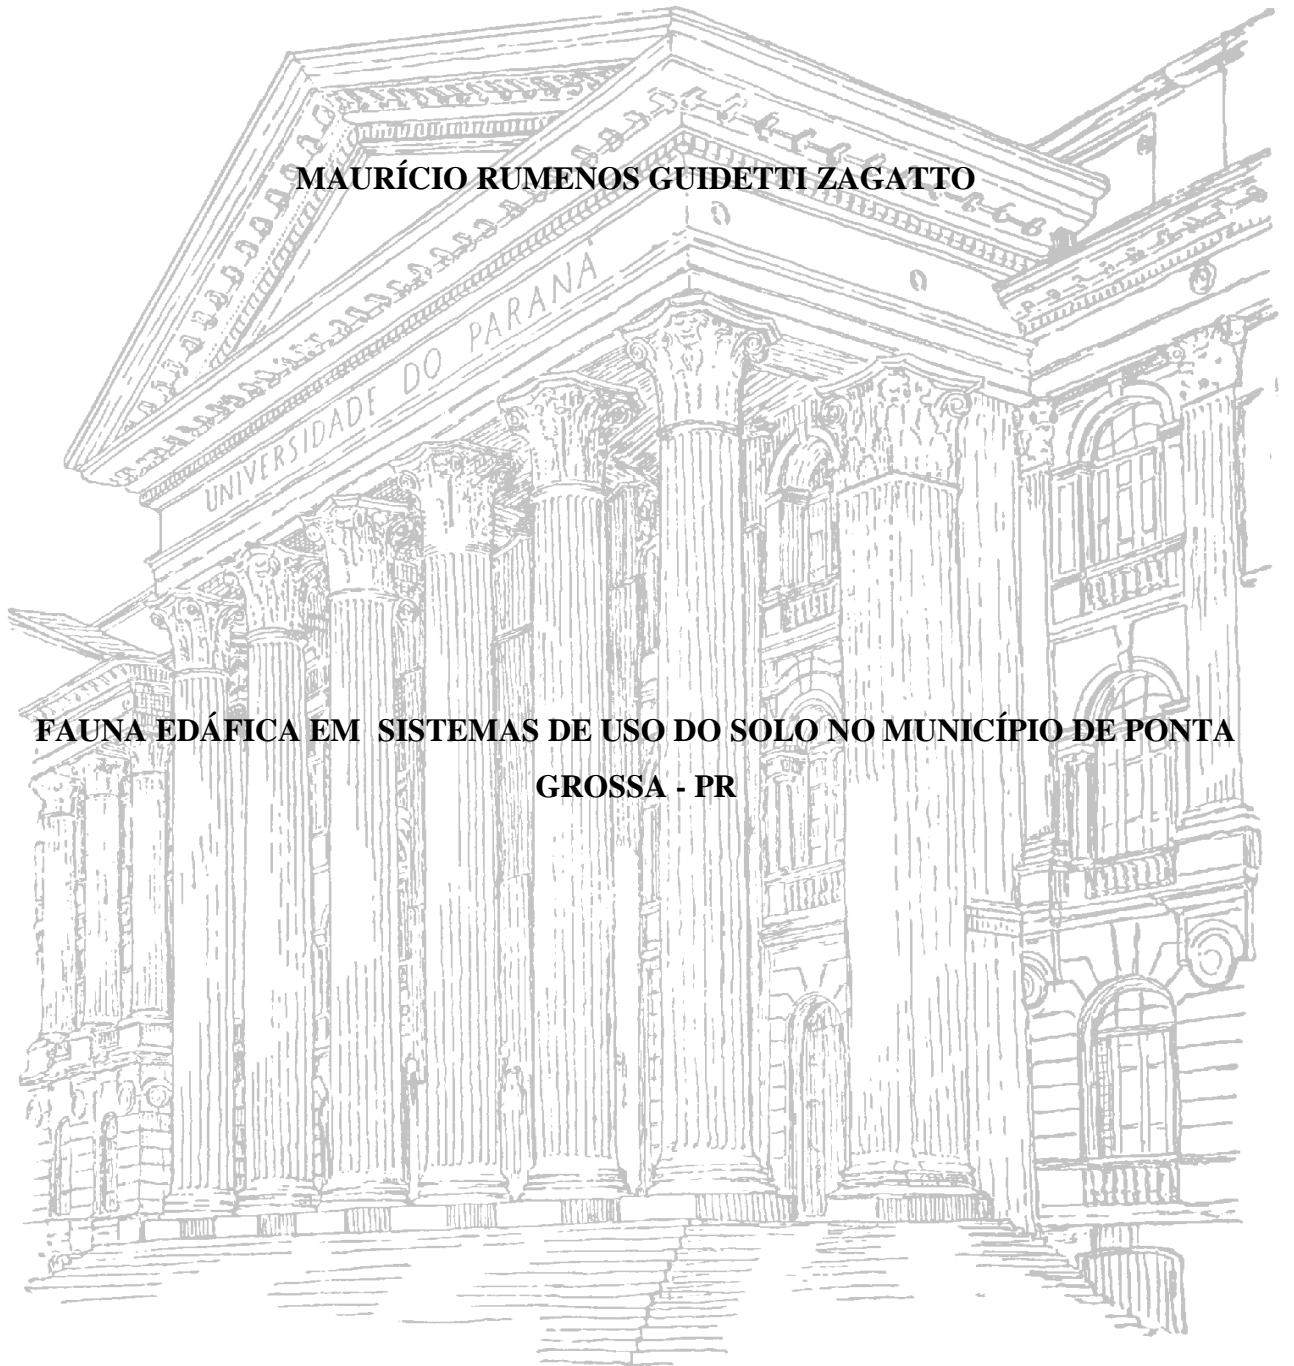 MAURÍCIO RUMENOS GUIDETTI ZAGATTO
UNIVERSIDADE DO PARANÁ
FAUNA EDÁFICA EM SISTEMAS DE USO DO SOLO NO MUNICÍPIO DE PONTA
GROSSA - PR